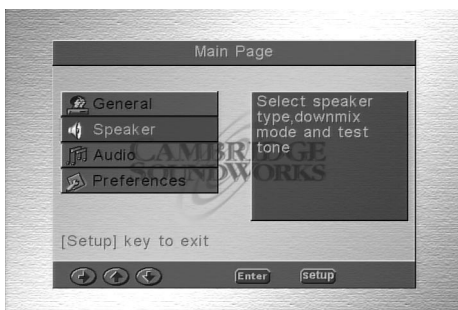 Main Page
General
Speaker
Audio
Preferences
Select speaker
type,downmix
mode and test
tone
CAMBRIDGE
SOUNDWORKS
[Setup] key to exit
Enter
setup